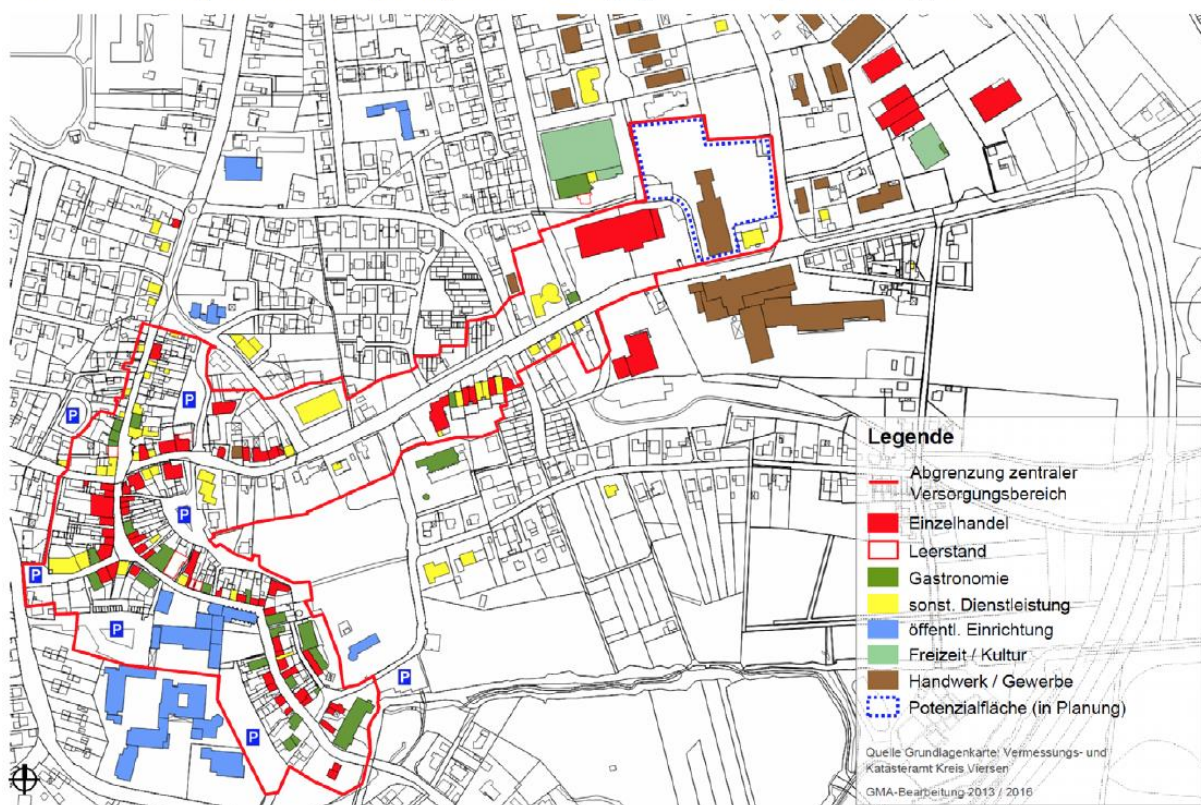 P
P
P
P
P
P
P
Legende
Abgrenzung zentraler
Versorgungsbereich
Einzelhandel
Leerstand
Gastronomie
sonst. Dienstleistung
öffentl. Einrichtung
Freizeit / Kultur
Handwerk / Gewerbe
Potenzialfläche (in Planung)
Quelle Grundlagenkarte: Vermessungs- und
Katasteramt Kreis Viersen
GMA-Bearbeitung 2013 / 2016